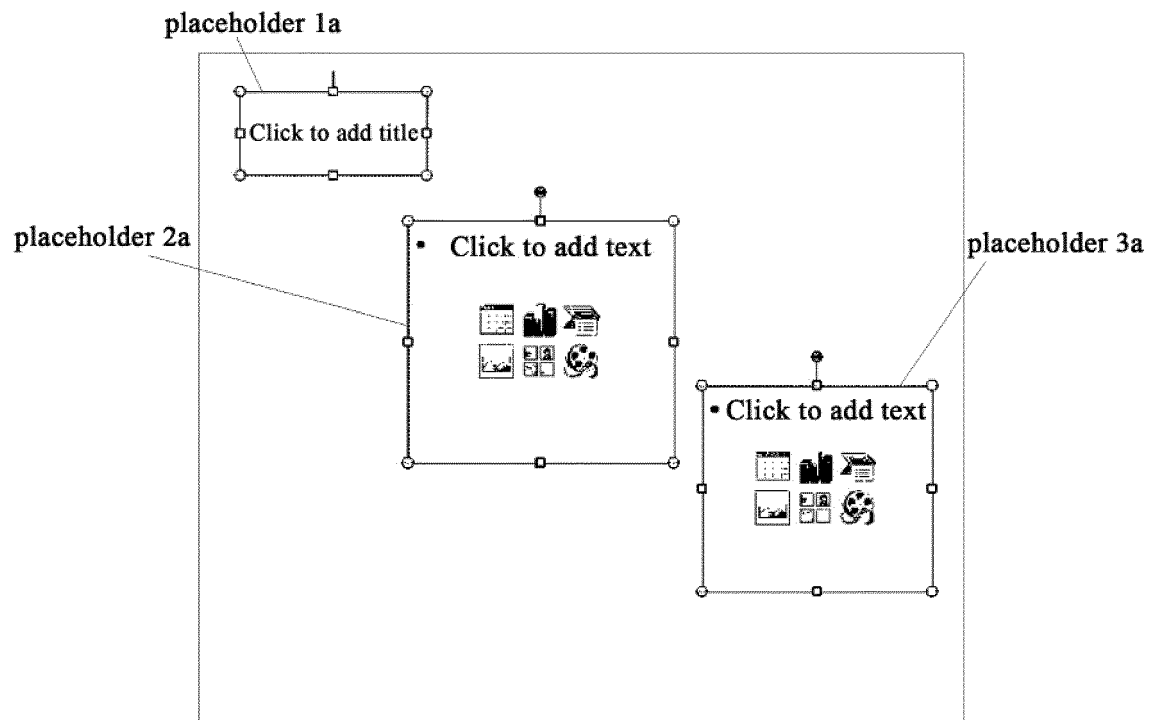 placeholder 1a
Click to add title
placeholder 2a
• Click to add text
placeholder 3a
• Click to add text